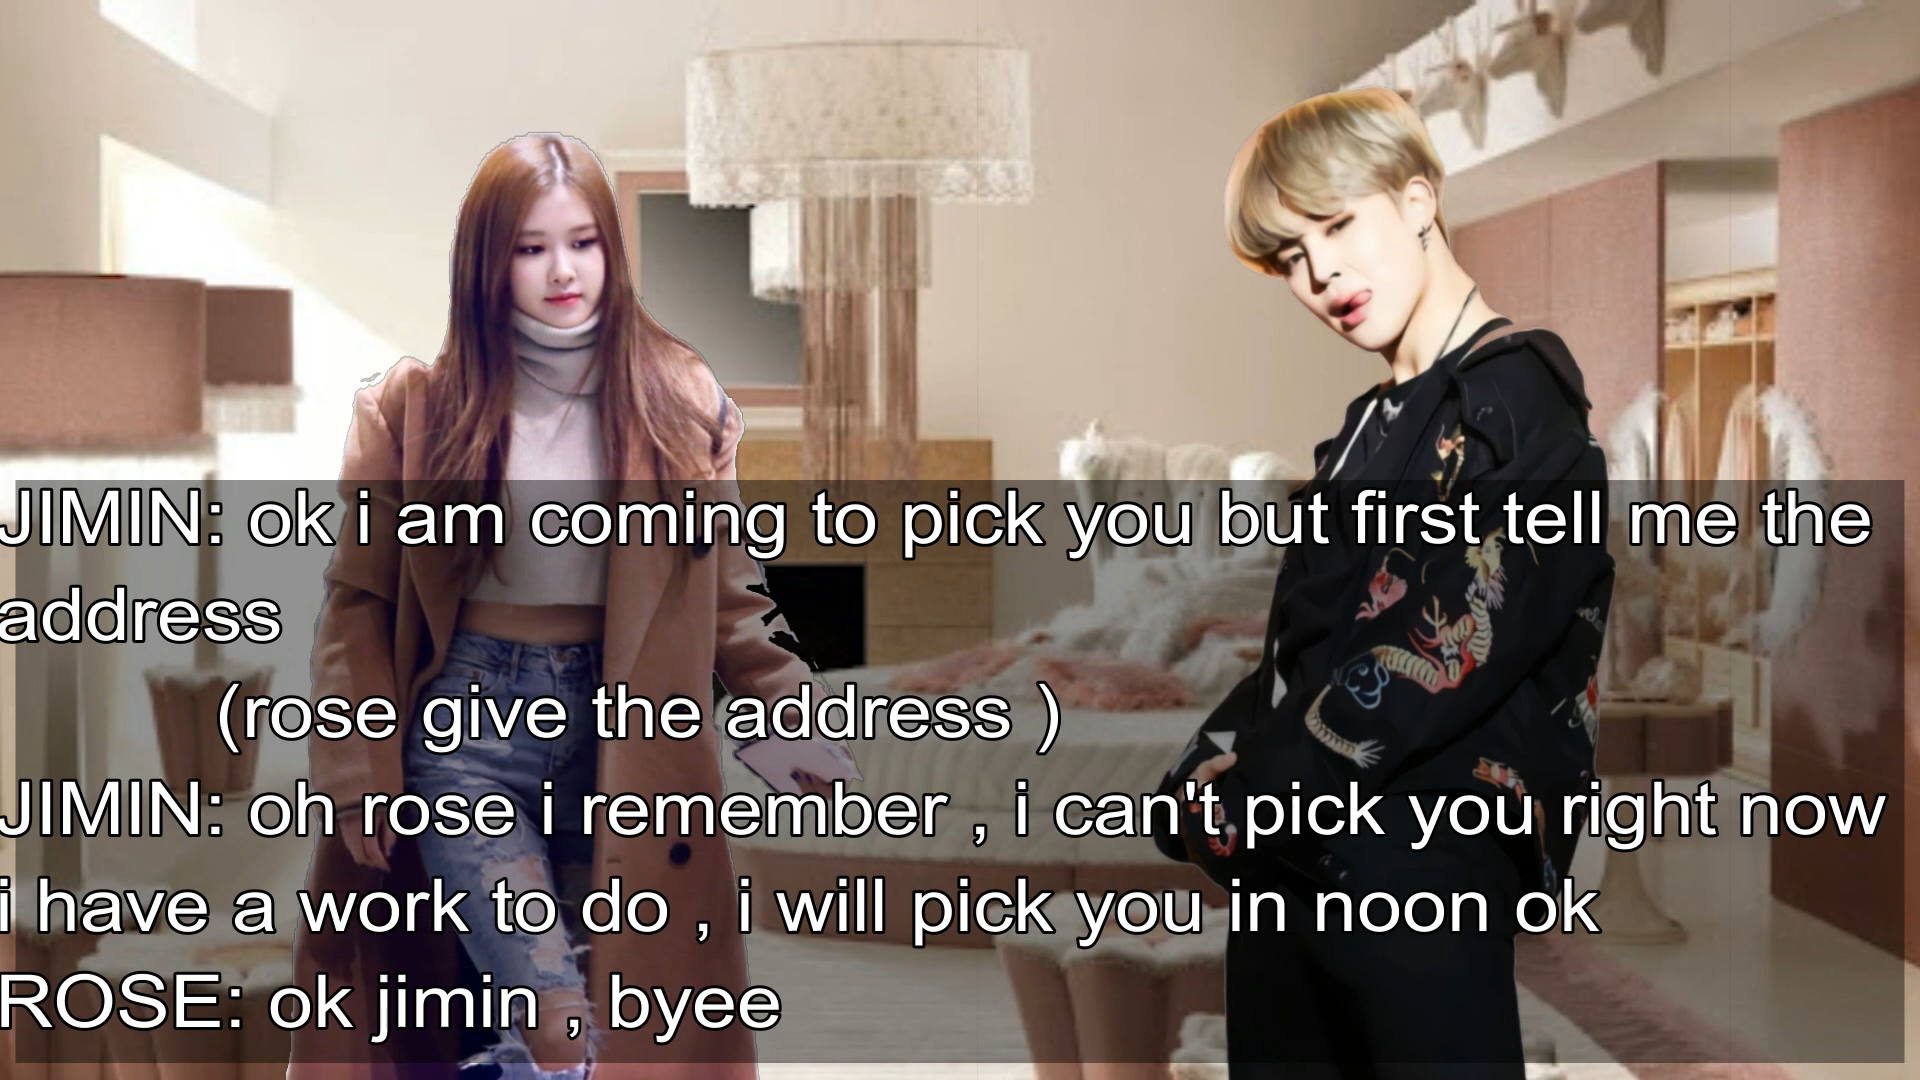 JIMIN: ok i am coming to pick you but first tell me the
address
(rose give the address )
JIMIN: oh rose i remember , i can't pick you right now
i have a work to do , i will pick you in noon ok
ROSE: ok jimin , byee